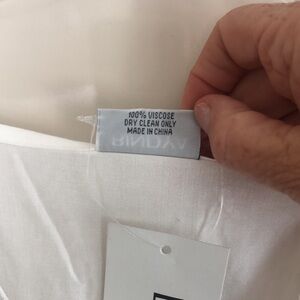 100% VISCOSE
DRY CLEAN ONLY
MADE IN CHINA